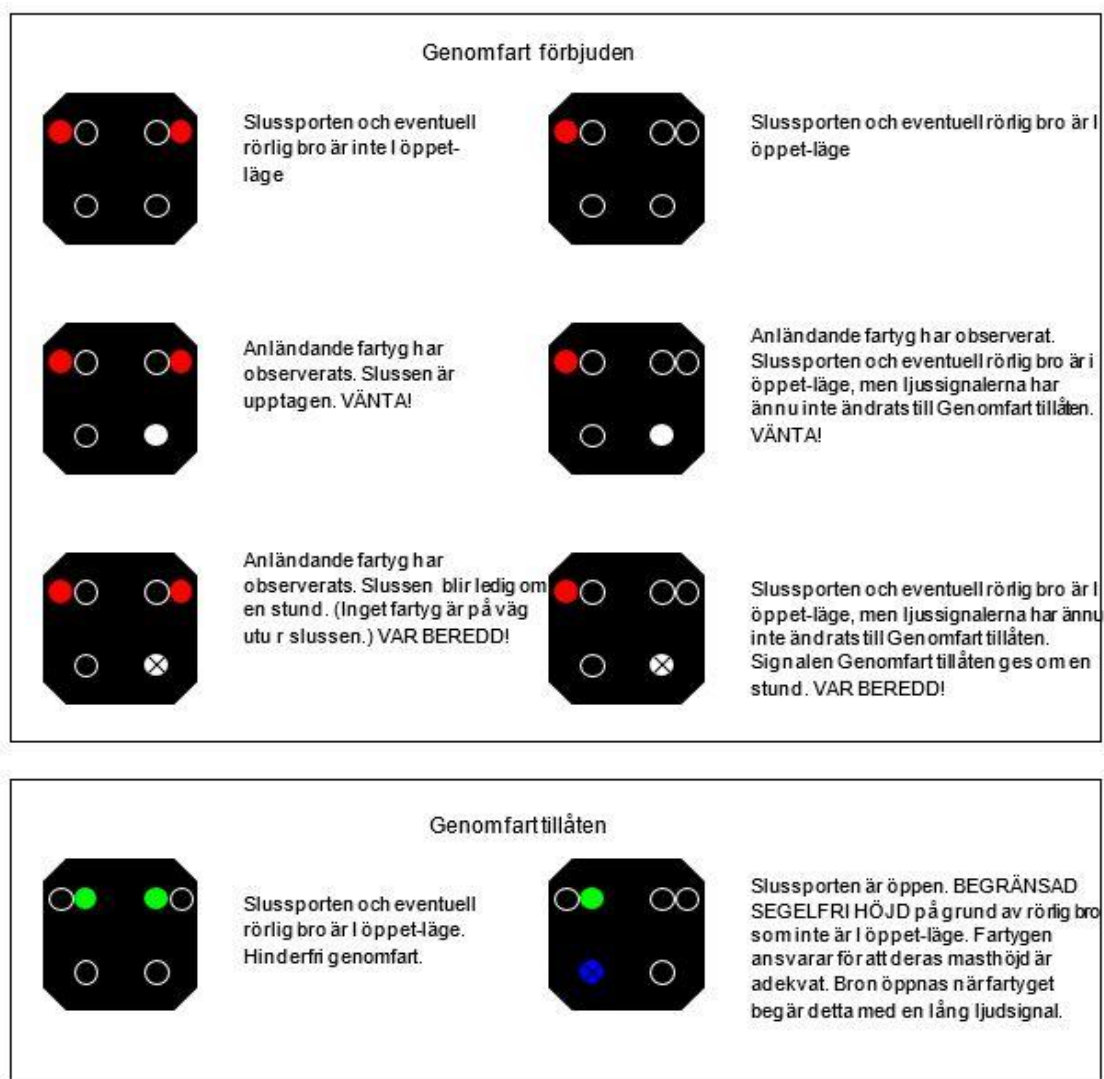 Genomfart förbjuden
Slussporten och eventuell
rörlig bro är inte I öppet-
läge
Slussporten och eventuell rörlig bro är I
öppet-läge
Anländande fartyg har
observerats. Slussen är
upptagen. VÄNTA!
Anländande fartyg har observerat.
Slussporten och eventuell rörlig bro är i
öppet-läge, men ljussignalerna har
ännu inte ändrats till Genomfart tillåten.
VÄNTA!
Anländande fartyg har
observerats. Slussen blir ledig om
en stund. (Inget fartyg är på väg
utur slussen.) VAR BEREDD!
Slussporten och eventuell rörlig bro är I
öppet-läge, men ljussignalerna har ännu
inte ändrats till Genomfart tillåten.
Signalen Genomfart tillåten ges om en
stund. VAR BEREDD!
Genomfart tillåten
Slussporten och eventuell
rörlig bro är I öppet-läge.
Hinderfri genomfart.
Slussporten är öppen. BEGRÄNSAD
SEGELFRI HÖJD på grund av rörlig bro
som inte är I öppet-läge. Fartygen
ansvarar för att deras masthöjd är
adekvat. Bron öppnas när fartyget
begär detta med en lång ljudsignal.